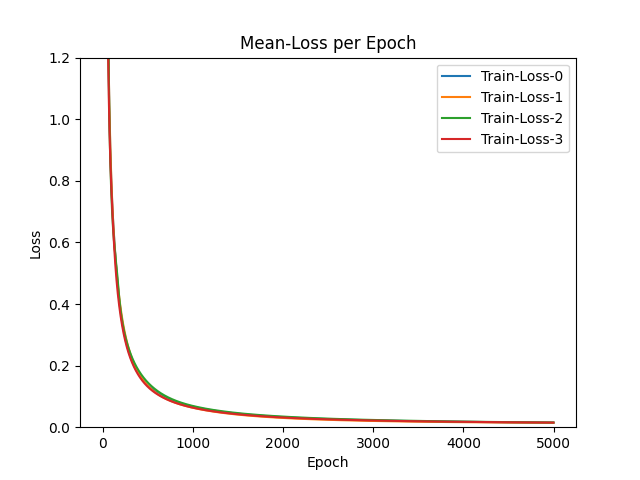 Mean-Loss per Epoch
1.2
1.0
0.8
0.6
0.4
0.2
0.0
Loss
Train-Loss-0
Train-Loss-1
Train-Loss-2
Train-Loss-3
0 1000 2000 3000 4000 5000
Epoch